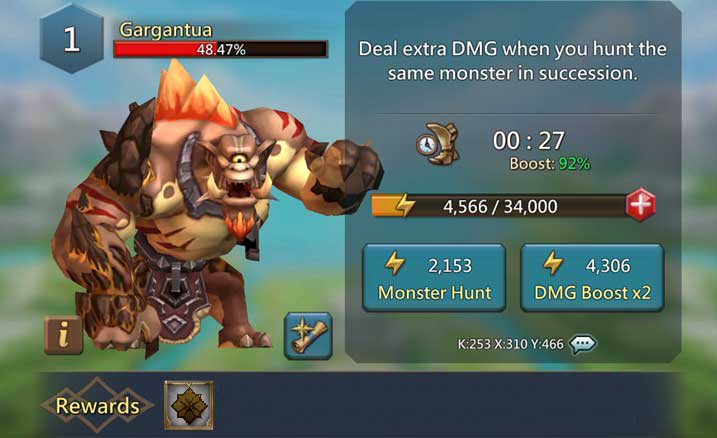 1
Gargantua
48.47%
Deal extra DMG when you hunt the
same monster in succession.
00 : 27
Boost: 92%
4,566 / 34,000
2,153
Monster Hunt
4,306
DMG Boost x2
i
K:253 X:310 Y:466
Rewards